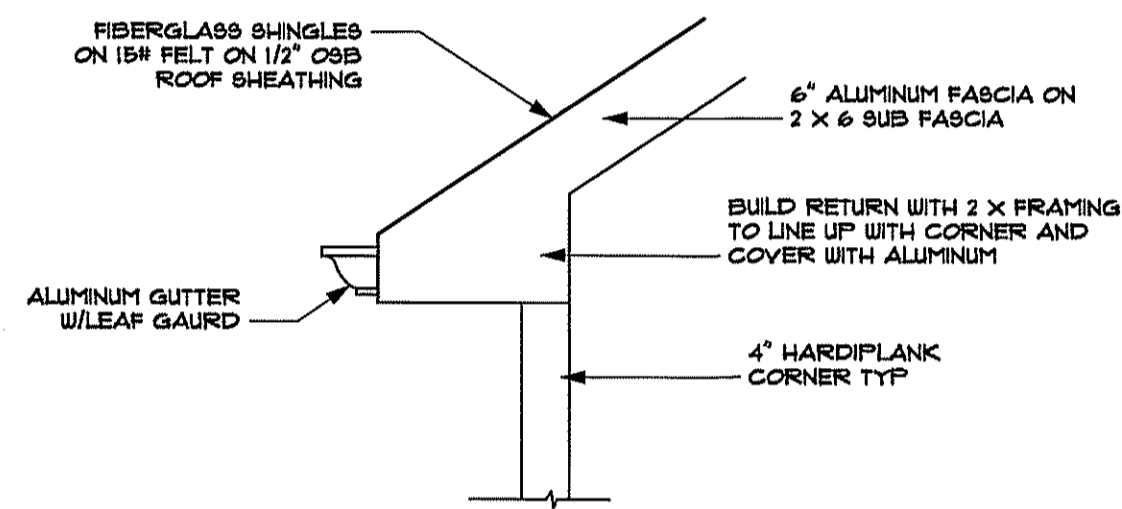 FIBERGLASS SHINGLES
ON 15# FELT ON 1/2" OSB
ROOF SHEATHING
6" ALUMINUM FASCIA ON
2 X 6 SUB FASCIA
BUILD RETURN WITH 2 X FRAMING
TO LINE UP WITH CORNER AND
COVER WITH ALUMINUM
ALUMINUM GUTTER
W/LEAF GAURD
4" HARDIPLANK
CORNER TYP